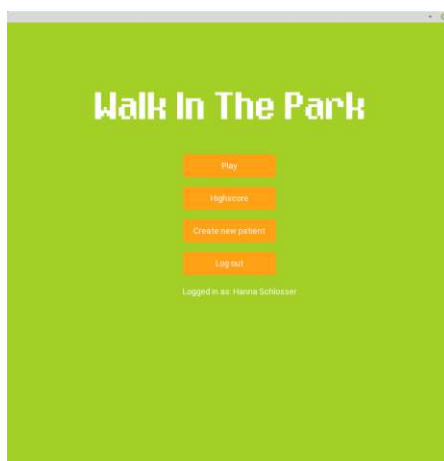 Walk In The Park
Play
Highscore
Create new patient
Log out
Logged in as: Hanna Schlosser